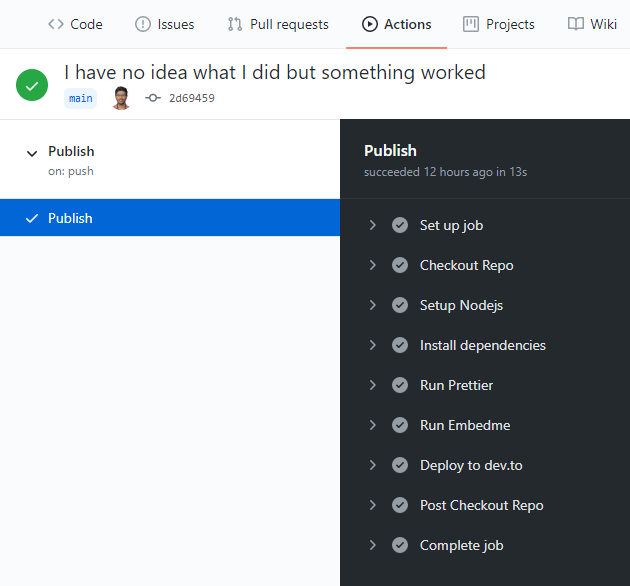 Code Issues Pull requests Actions Projects Wiki
I have no idea what I did but something worked
main 2d69459
Publish
on: push
Publish
Publish
succeeded 12 hours ago in 13s
Set up job
Checkout Repo
Setup Nodejs
Install dependencies
Run Prettier
Run Embedme
Deploy to dev.to
Post Checkout Repo
Complete job